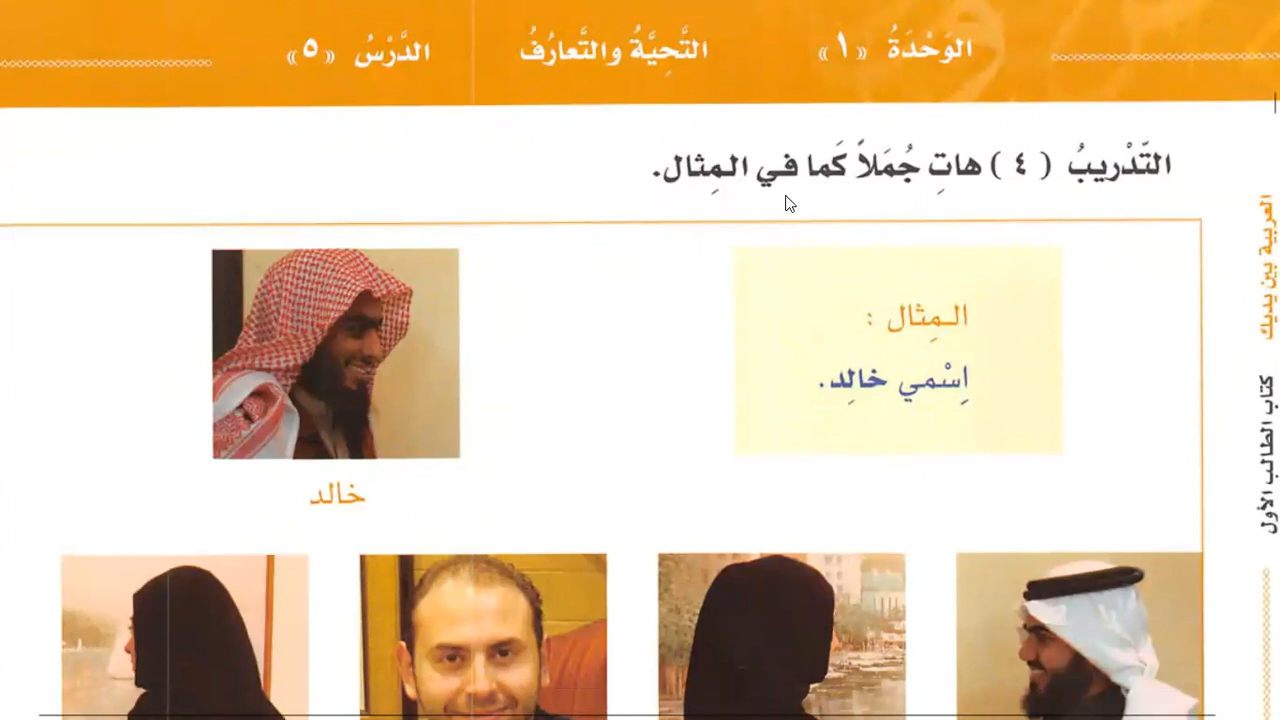 الوَحْدَةُ «١» التَّحِيَّةُ والتَّعارُفُ الدَّرْسُ «٥»
التَّدْريبُ ( ٤ ) هاتِ جُمَلاً كَما في المِثال.
المِثال :
اِسْمي خالِد.
خالد
العربية بين يديك كتاب الطالب الأول